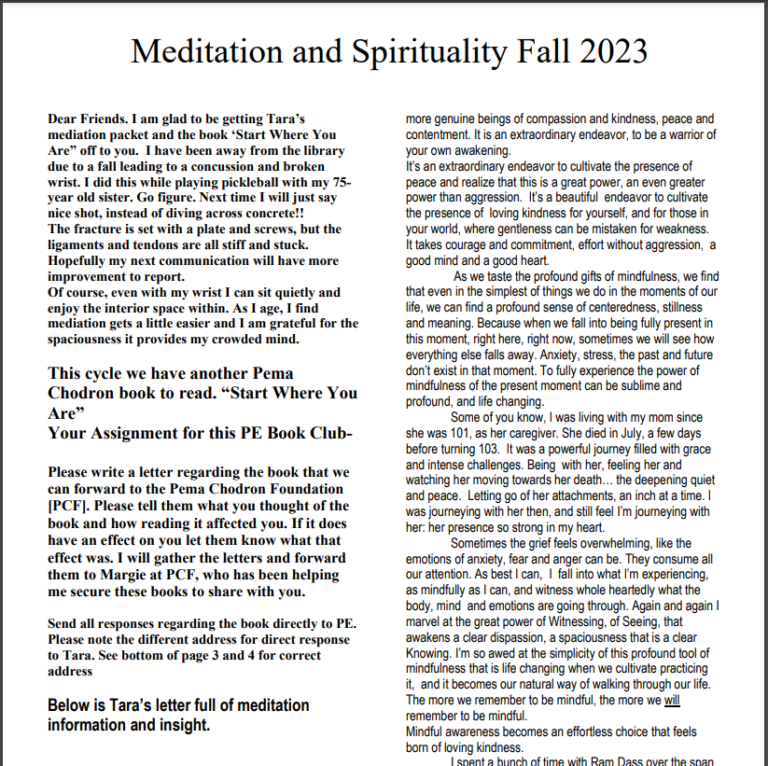 Meditation and Spirituality Fall 2023
Dear Friends. I am glad to be getting Tara's
mediation packet and the book 'Start Where You
Are" off to you.  I have been away from the library
due to a fall leading to a concussion and broken
wrist. I did this while playing pickleball with my 75-
year old sister. Go figure. Next time I will just say
nice shot, instead of diving across concrete!!
The fracture is set with a plate and screws, but the
ligaments and tendons are all stiff and stuck.
Hopefully my next communication will have more
improvement to report.
Of course, even with my wrist I can sit quietly and
enjoy the interior space within. As I age, I find
mediation gets a little easier and I am grateful for the
spaciousness it provides my crowded mind.
This cycle we have another Pema
Chodron book to read. "Start Where You
Are"
Your Assignment for this PE Book Club-
Please write a letter regarding the book that we
can forward to the Pema Chodron Foundation
[PCF]. Please tell them what you thought of the
book and how reading it affected you. If it does
have an effect on you let them know what that
effect was. I will gather the letters and forward
them to Margie at PCF, who has been helping
me secure these books to share with you.
Send all responses regarding the book directly to PE.
Please note the different address for direct response
to Tara. See bottom of page 3 and 4 for correct
address
Below is Tara's letter full of meditation
information and insight.
more genuine beings of compassion and kindness, peace and
contentment. It is an extraordinary endeavor, to be a warrior of
your own awakening.
It's an extraordinary endeavor to cultivate the presence of
peace and realize that this is a great power, an even greater
power than aggression.  It's a beautiful  endeavor to cultivate
the presence of  loving kindness for yourself, and for those in
your world, where gentleness can be mistaken for weakness.
It takes courage and commitment, effort without aggression,  a
good mind and a good heart.
As we taste the profound gifts of mindfulness, we find
that even in the simplest of things we do in the moments of our
life, we can find a profound sense of centeredness, stillness
and meaning. Because when we fall into being fully present in
this moment, right here, right now, sometimes we will see how
everything else falls away. Anxiety, stress, the past and future
don't exist in that moment. To fully experience the power of
mindfulness of the present moment can be sublime and
profound, and life changing.
Some of you know, I was living with my mom since
she was 101, as her caregiver. She died in July, a few days
before turning 103.  It was a powerful journey filled with grace
and intense challenges. Being  with her, feeling her and
watching her moving towards her death… the deepening quiet
and peace.  Letting go of her attachments, an inch at a time. I
was journeying with her then, and still feel I'm journeying with
her: her presence so strong in my heart.
Sometimes the grief feels overwhelming, like the
emotions of anxiety, fear and anger can be. They consume all
our attention. As best I can,  I  fall into what I'm experiencing,
as mindfully as I can, and witness whole heartedly what the
body, mind  and emotions are going through. Again and again I
marvel at the great power of Witnessing, of Seeing, that
awakens a clear dispassion, a spaciousness that is a clear
Knowing. I'm so awed at the simplicity of this profound tool of
mindfulness that is life changing when we cultivate practicing
it,  and it becomes our natural way of walking through our life.
The more we remember to be mindful, the more we will
remember to be mindful.
Mindful awareness becomes an effortless choice that feels
born of loving kindness.
I spent a bunch of time with Ram Dass over the span